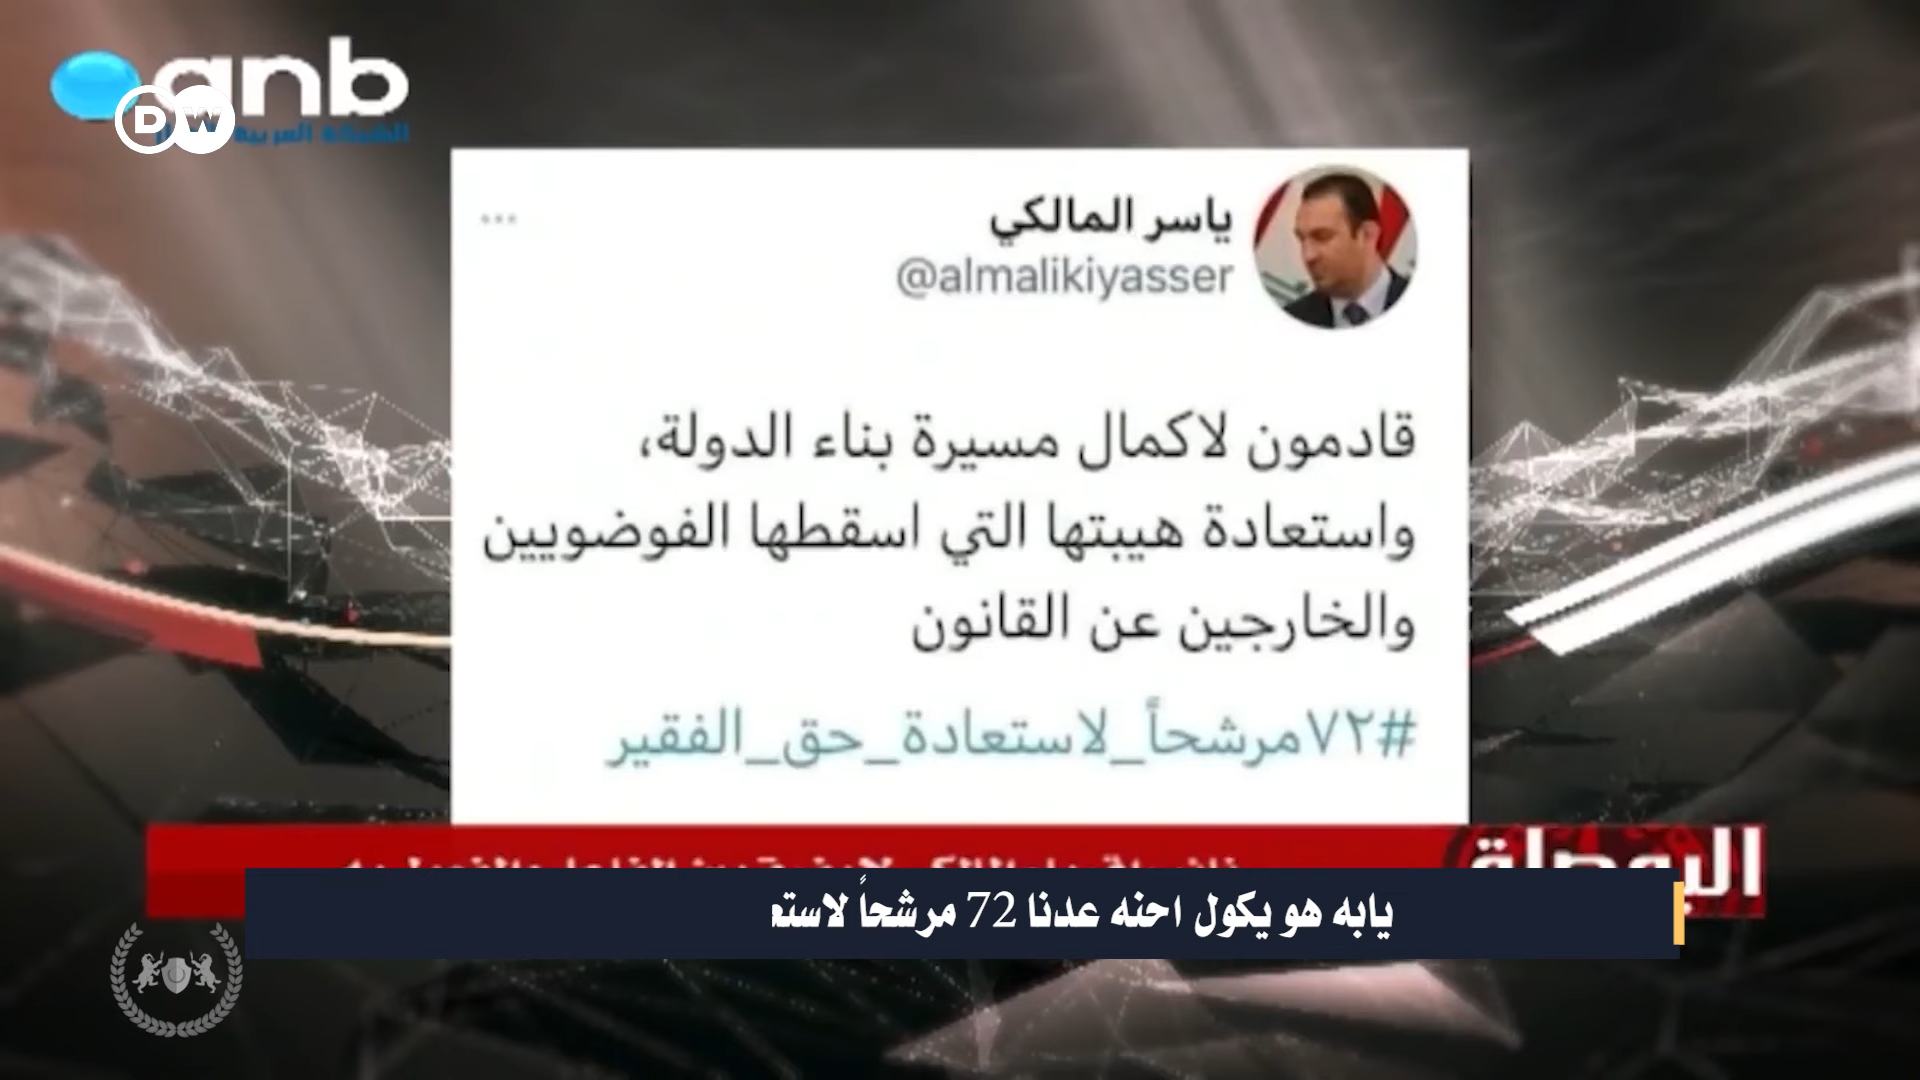 anb
DW
ياسر المالكي
@almalikiyasser
قادمون لاكمال مسيرة بناء الدولة،
واستعادة هيبتها التي اسقطها الفوضويين
والخارجين عن القانون
#٧٢مرشحاً_لاستعادة_حق_الفقير
البوصلة
يابه هو يكول احنه عدنا 72 مرشحاً لاستع